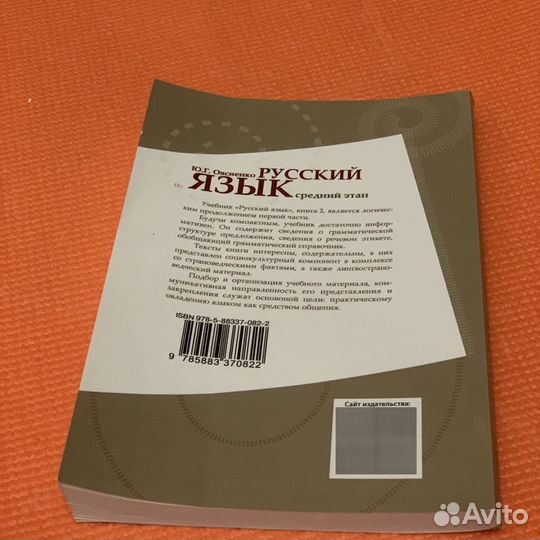 Ю.Г. Овсиенко РУССКИЙ
ЯЗЫК средний этап
Учебник «Русский язык», книга 2, является логичес-
ким продолжением первой части.
Будучи компактным, учебник достаточно инфор-
мативен. Он содержит сведения о грамматической
структуре предложения, сведения о речевом этикете,
обобщающий грамматический справочник.
Тексты книги интересны, содержательны, в них
представлен социокультурный компонент в комплексе
со страноведческими фактами, а также лингвострано-
ведческий материал.
Подбор и организация учебного материала, ком-
муникативная направленность его представления и
закрепления служат основоной цели: практическому
овладению языком как средством общения.
ISBN 978-5-88337-082-2
9 785883 370822
Сайт издательства:
Avito